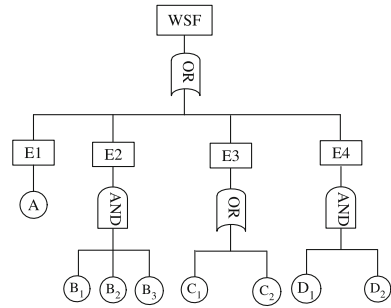 WSF
OR
E1 E2 E3 E4
A AND OR AND
B1 B2 B3 C1 C2 D1 D2